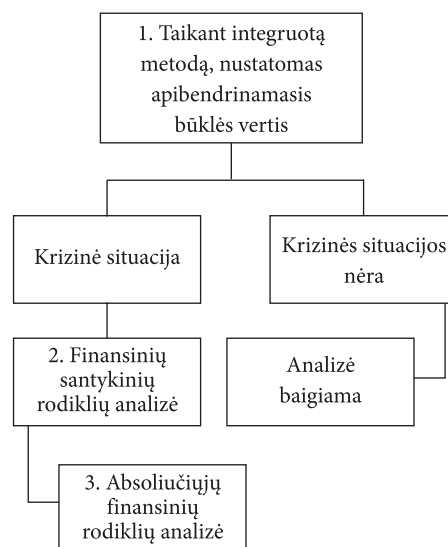 1. Taikant integruotą
metodą, nustatomas
apibendrinamasis
būklės vertis
Krizinė situacija
Krizinės situacijos
nėra
2. Finansinių
santykinių
rodiklių analizė
Analizė
baigiama
3. Absoliučiųjų
finansinių
rodiklių analizė